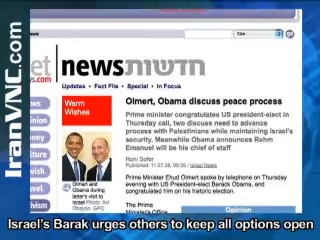 IranVNC.com
net news חדשות
s.com
Updates • Fact File • Special • In Focus
Warm
Wishes
Olmert, Obama discuss peace process
Prime minister congratulates US president-elect in
Thursday call, two discuss need to advance
process with Palestinians while maintaining Israel's
security. Meanwhile Obama announces Rahm
Emanuel will be his chief of staff
Roni Sofer
Published: 11.07.08, 00:35 / Israel News
Olmert and
Obama during
latter's visit to
Israel
Prime Minister Ehud Olmert spoke by telephone on Thursday
evening with US President-elect Barack Obama, and
congratulated him on his historic election.
The Prime
Minister's Office
Opinion
Israel's Barak urges others to keep all options open